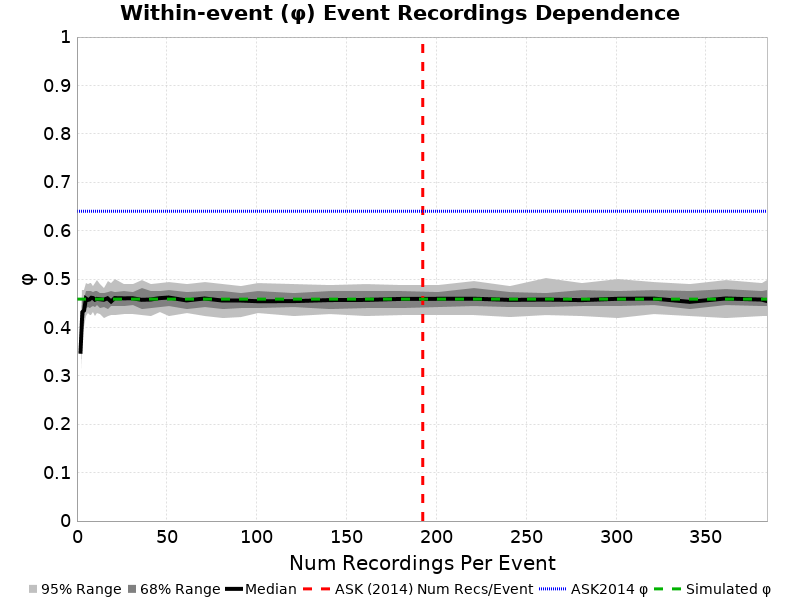 Within-event (φ) Event Recordings Dependence
1
0.9
0.8
0.7
0.6
0.5
0.4
0.3
0.2
0.1
0
φ
0 50 100 150 200 250 300 350
Num Recordings Per Event
95% Range 68% Range Median ASK (2014) Num Recs/Event ASK2014 φ Simulated φ